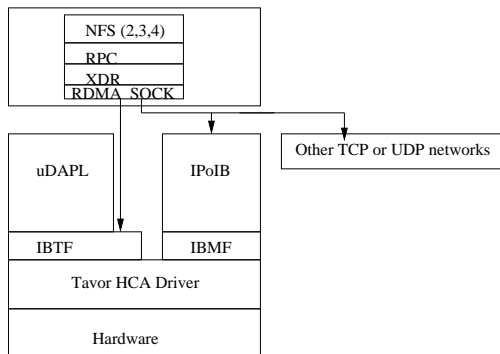 NFS (2,3,4)
RPC
XDR
RDMA SOCK
uDAPL
IPoIB
Other TCP or UDP networks
IBTF
IBMF
Tavor HCA Driver
Hardware